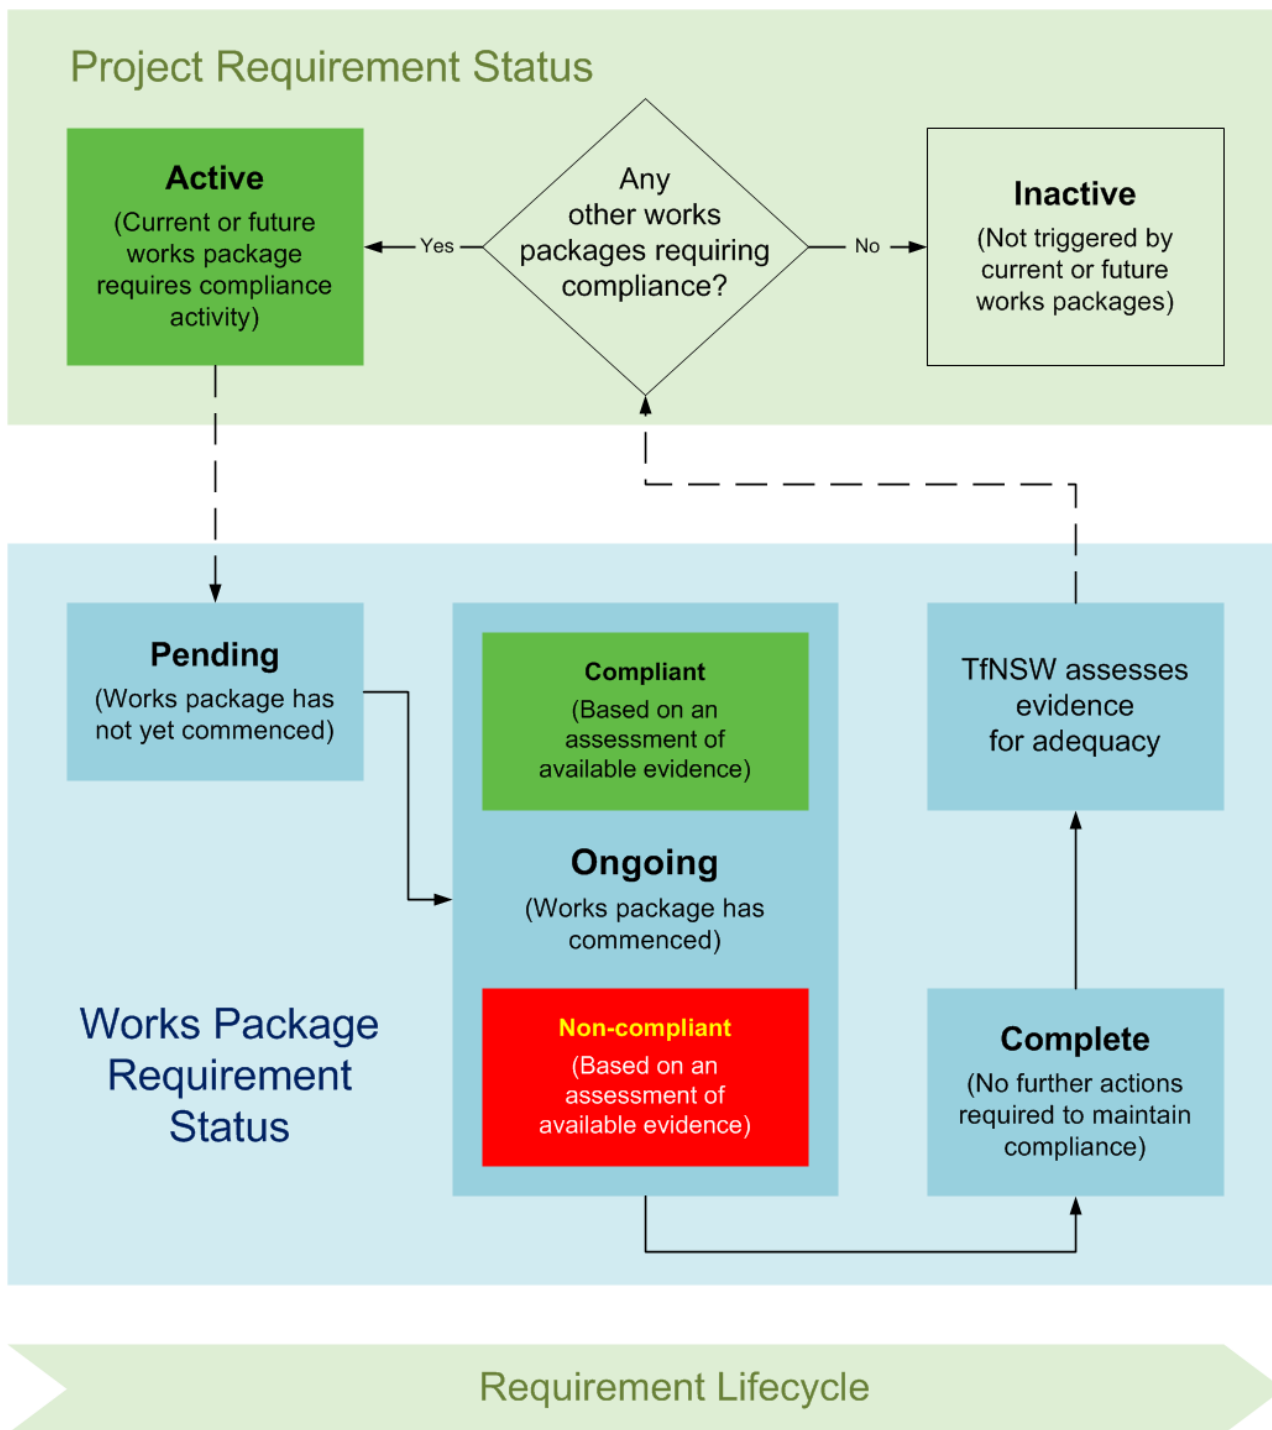 Project Requirement Status
Active
(Current or future
works package
requires compliance
activity)
Yes
Any
other works
packages requiring
compliance?
No
Inactive
(Not triggered by
current or future
works packages)
Pending
(Works package has
not yet commenced)
Compliant
(Based on an
assessment of
available evidence)
Ongoing
(Works package has
commenced)
Non-compliant
(Based on an
assessment of
available evidence)
TfNSW assesses
evidence
for adequacy
Complete
(No further actions
required to maintain
compliance)
Works Package
Requirement
Status
Requirement Lifecycle